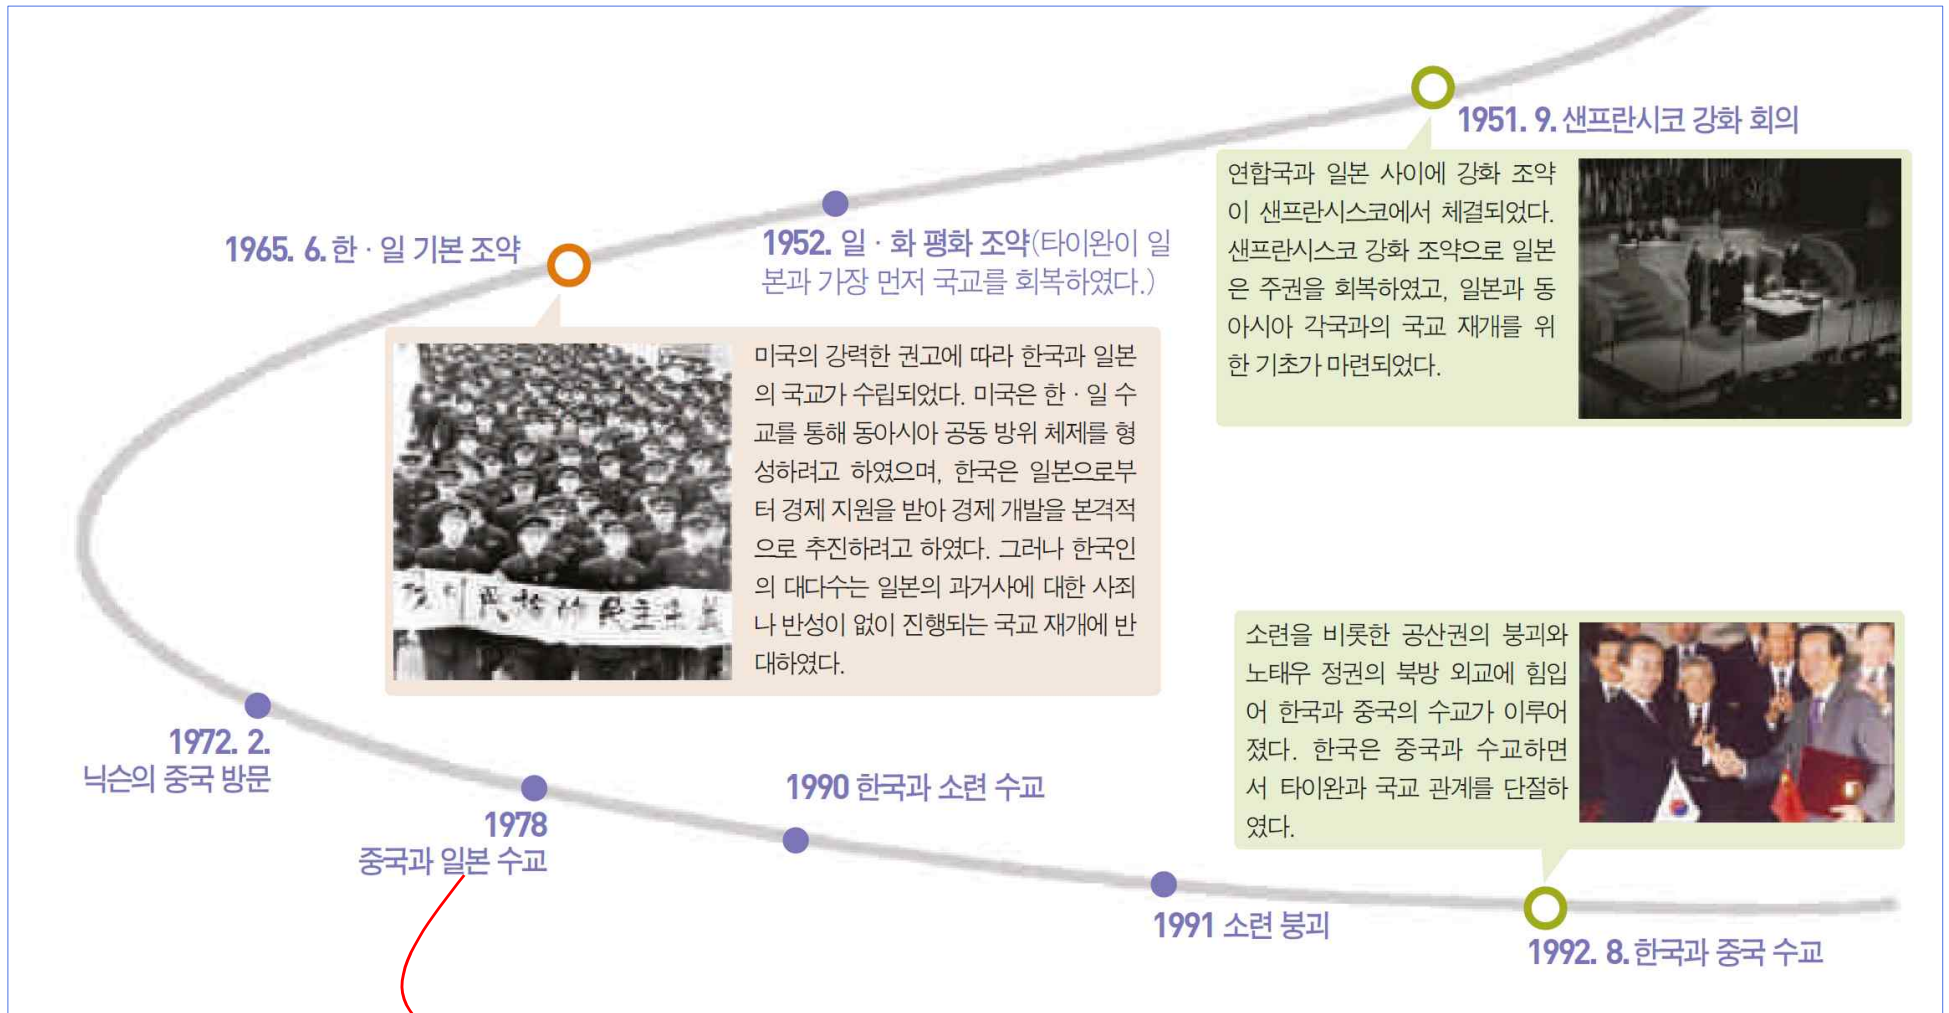 1951. 9. 샌프란시코 강화 회의
연합국과 일본 사이에 강화 조약
이 샌프란시스코에서 체결되었다.
샌프란시스코 강화 조약으로 일본
은 주권을 회복하였고, 일본과 동
아시아 각국과의 국교 재개를 위
한 기초가 마련되었다.
1952. 일 · 화 평화 조약(타이완이 일
본과 가장 먼저 국교를 회복하였다.)
1965. 6. 한 · 일 기본 조약
미국의 강력한 권고에 따라 한국과 일본
의 국교가 수립되었다. 미국은 한 · 일 수
교를 통해 동아시아 공동 방위 체제를 형
성하려고 하였으며, 한국은 일본으로부
터 경제 지원을 받아 경제 개발을 본격적
으로 추진하려고 하였다. 그러나 한국인
의 대다수는 일본의 과거사에 대한 사죄
나 반성이 없이 진행되는 국교 재개에 반
대하였다.
民主主義
1972. 2.
닉슨의 중국 방문
1978
중국과 일본 수교
1990 한국과 소련 수교
1991 소련 붕괴
소련을 비롯한 공산권의 붕괴와
노태우 정권의 북방 외교에 힘입
어 한국과 중국의 수교가 이루어
졌다. 한국은 중국과 수교하면
서 타이완과 국교 관계를 단절하
였다.
1992. 8. 한국과 중국 수교